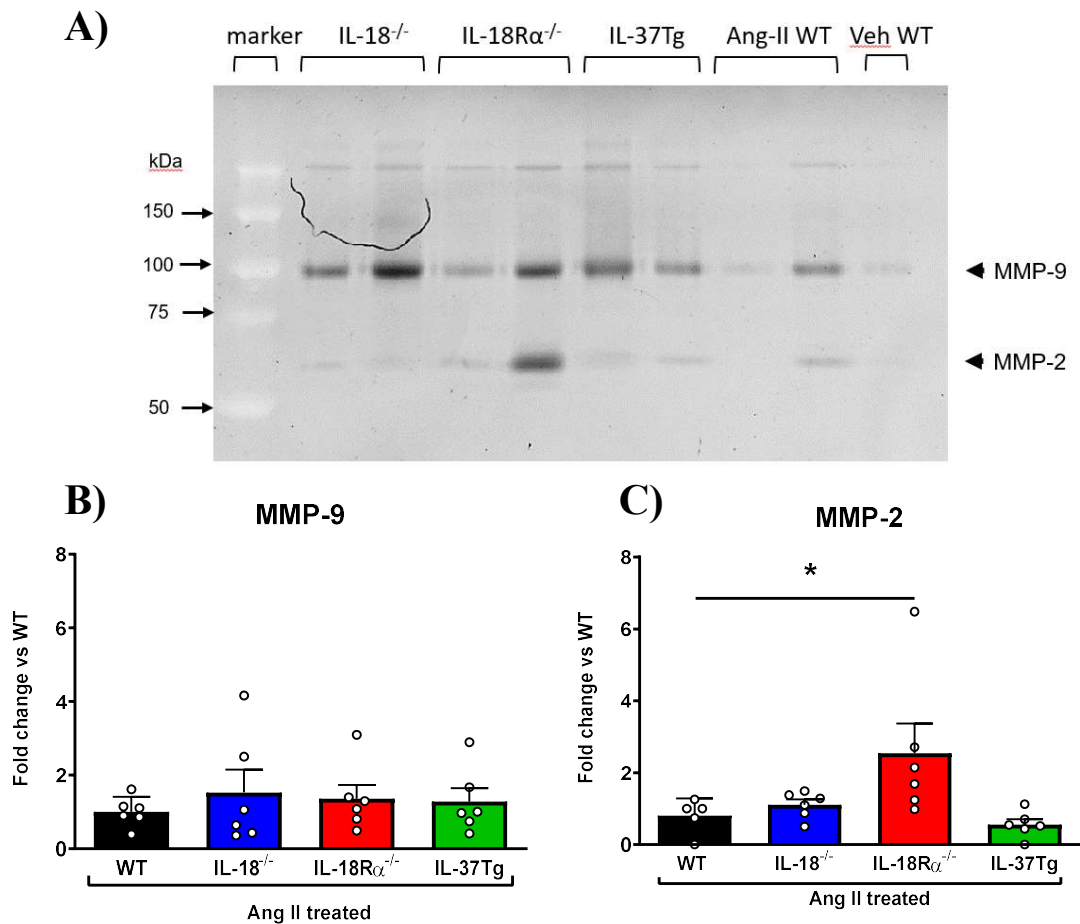 A)
marker IL-18-/- IL-18Rα-/- IL-37Tg Ang-II WT Veh WT
kDa
150
100 MMP-9
75
MMP-2
50
B) C)
MMP-9 MMP-2
8 8
6 6
4 4
2 2
0 0
Fold change vs WT Fold change vs WT
*
WT IL-18-/- IL-18Rα-/- IL-37Tg WT IL-18-/- IL-18Rα-/- IL-37Tg
Ang II treated Ang II treated